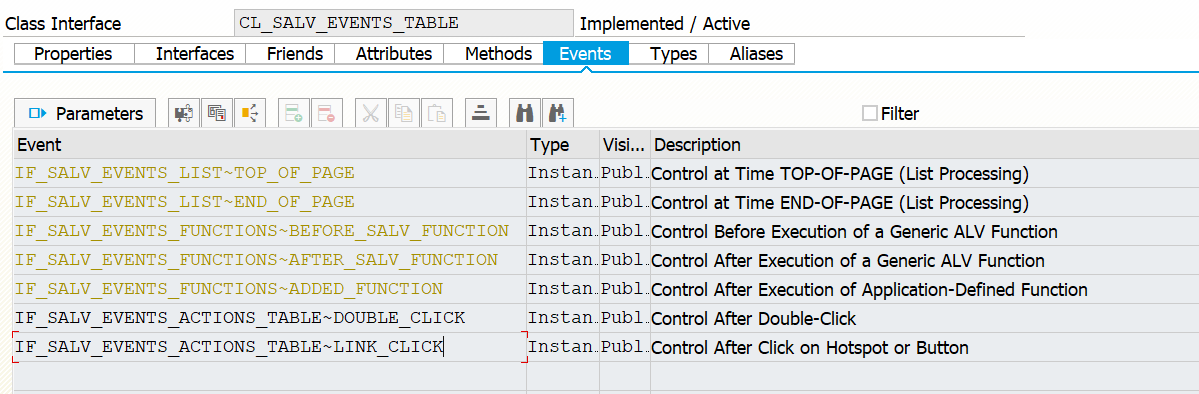 Class Interface CL_SALV_EVENTS_TABLE Implemented / Active
Properties Interfaces Friends Attributes Methods Events Types Aliases
Parameters Filter
Event Type Visi... Description
IF_SALV_EVENTS_LIST~TOP_OF_PAGE Instan.. Publ.. Control at Time TOP-OF-PAGE (List Processing)
IF_SALV_EVENTS_LIST~END_OF_PAGE Instan.. Publ.. Control at Time END-OF-PAGE (List Processing)
IF_SALV_EVENTS_FUNCTIONS~BEFORE_SALV_FUNCTION Instan.. Publ.. Control Before Execution of a Generic ALV Function
IF_SALV_EVENTS_FUNCTIONS~AFTER_SALV_FUNCTION Instan.. Publ.. Control After Execution of a Generic ALV Function
IF_SALV_EVENTS_FUNCTIONS~ADDED_FUNCTION Instan.. Publ.. Control After Execution of Application-Defined Function
IF_SALV_EVENTS_ACTIONS_TABLE~DOUBLE_CLICK Instan.. Publ.. Control After Double-Click
IF_SALV_EVENTS_ACTIONS_TABLE~LINK_CLICK Instan.. Publ.. Control After Click on Hotspot or Button